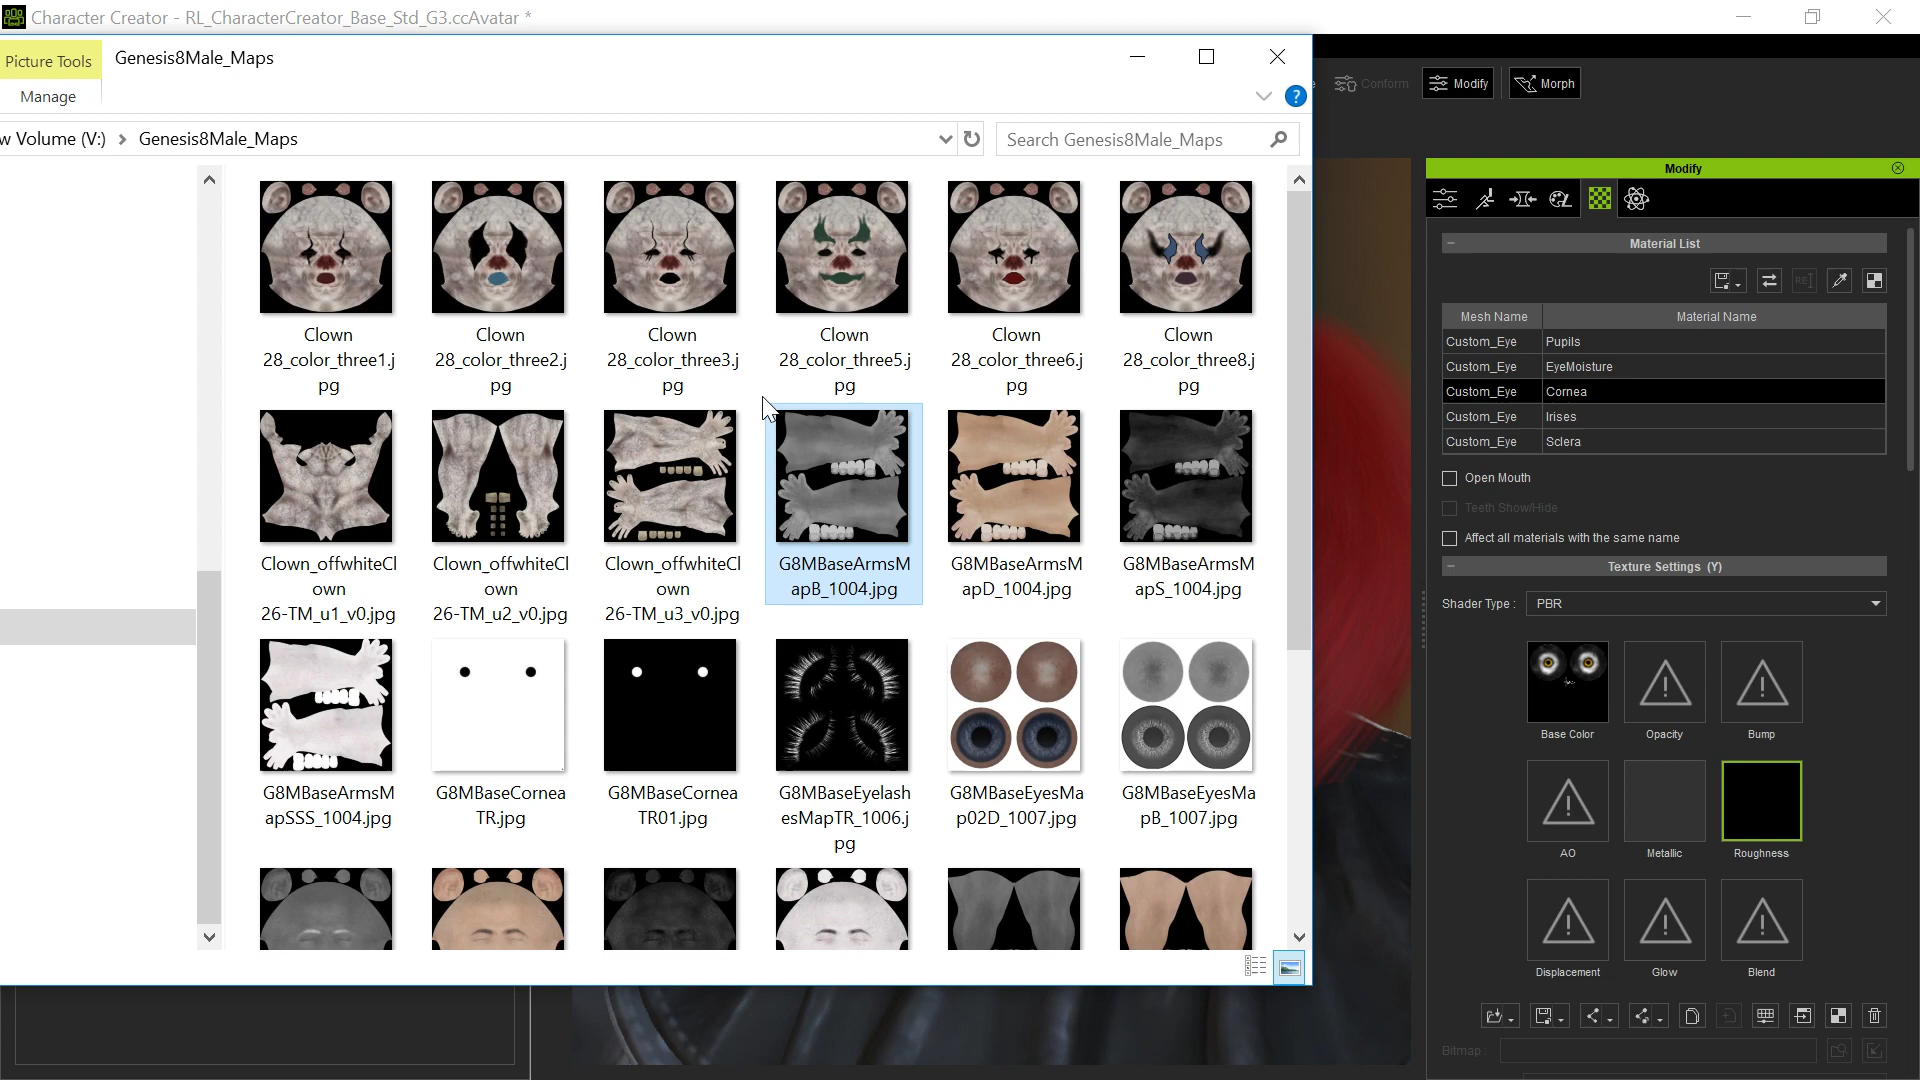 Character Creator - RL_CharacterCreator_Base_Std_G3.ccAvatar *
Picture Tools
Genesis8Male_Maps
Manage
w Volume (V:) > Genesis8Male_Maps
Search Genesis8Male_Maps
Conform
Modify
Morph
Clown
28_color_three1.j
pg
Clown
28_color_three2.j
pg
Clown
28_color_three3.j
pg
Clown
28_color_three5.j
pg
Clown
28_color_three6.j
pg
Clown
28_color_three8.j
pg
Clown_offwhiteCl
own
26-TM_u1_v0.jpg
Clown_offwhiteCl
own
26-TM_u2_v0.jpg
Clown_offwhiteCl
own
26-TM_u3_v0.jpg
G8MBaseArmsM
apB_1004.jpg
G8MBaseArmsM
apD_1004.jpg
G8MBaseArmsM
apS_1004.jpg
G8MBaseArmsM
apSSS_1004.jpg
G8MBaseCornea
TR.jpg
G8MBaseCornea
TR01.jpg
G8MBaseEyelash
esMapTR_1006.j
pg
G8MBaseEyesMa
p02D_1007.jpg
G8MBaseEyesMa
pB_1007.jpg
Modify
Material List
Mesh Name Material Name
Custom_Eye Pupils
Custom_Eye EyeMoisture
Custom_Eye Cornea
Custom_Eye Irises
Custom_Eye Sclera
Open Mouth
Teeth Show/Hide
Affect all materials with the same name
Texture Settings (Y)
Shader Type : PBR
Base Color
Opacity
Bump
AO
Metallic
Roughness
Displacement
Glow
Blend
Bitmap :